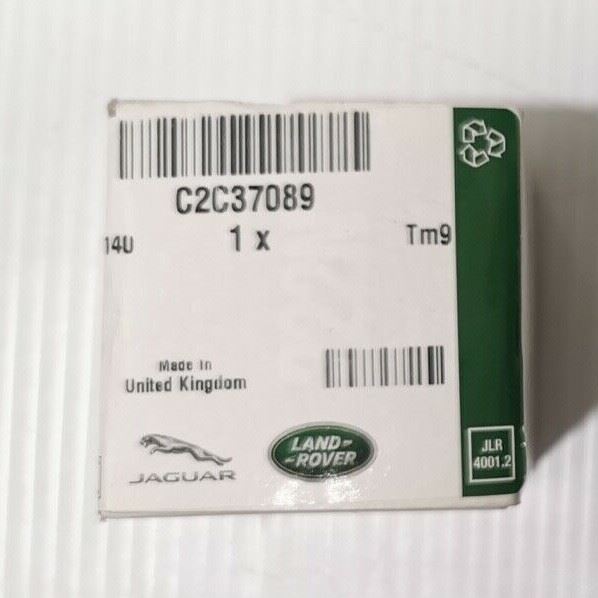 C2C37089
14U 1 x Tm9
Made in
United Kingdom
JAGUAR
LAND-
-ROVER
JLR
4001.2